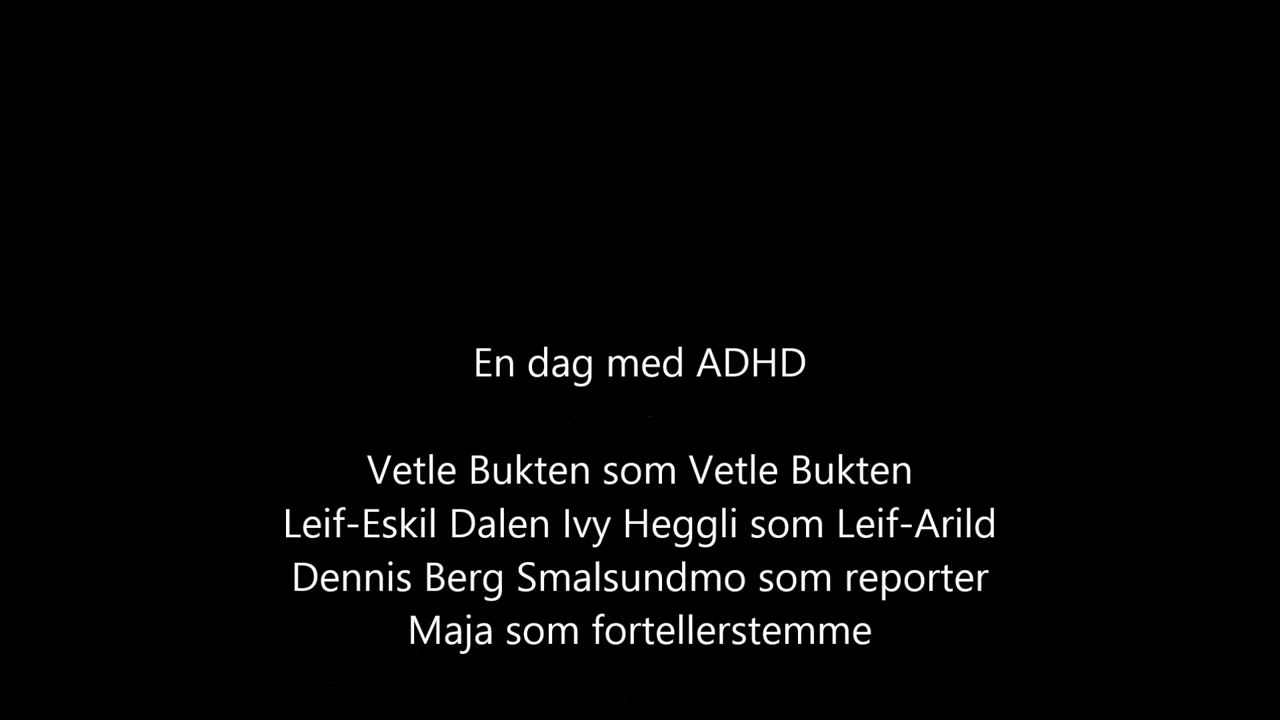 En dag med ADHD
Vetle Bukten som Vetle Bukten
Leif-Eskil Dalen Ivy Heggli som Leif-Arild
Dennis Berg Smalsundmo som reporter
Maja som fortellerstemme